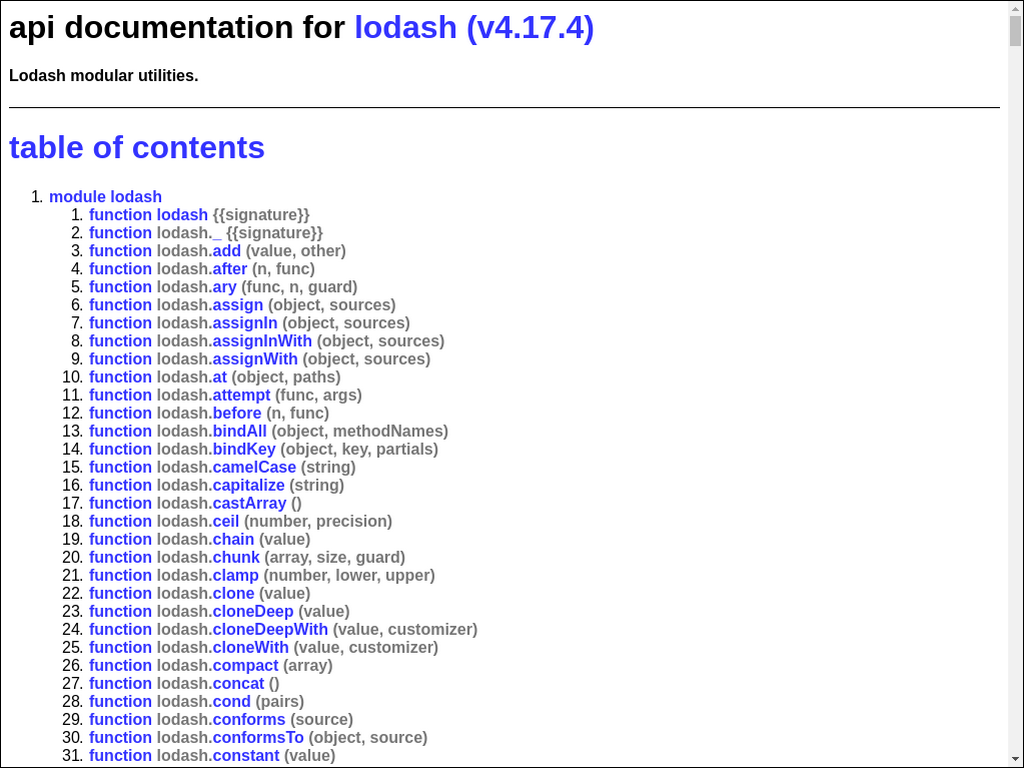 api documentation for lodash (v4.17.4)
Lodash modular utilities.
table of contents
1. module lodash
1. function lodash {{signature}}
2. function lodash._ {{signature}}
3. function lodash.add (value, other)
4. function lodash.after (n, func)
5. function lodash.ary (func, n, guard)
6. function lodash.assign (object, sources)
7. function lodash.assignIn (object, sources)
8. function lodash.assignInWith (object, sources)
9. function lodash.assignWith (object, sources)
10. function lodash.at (object, paths)
11. function lodash.attempt (func, args)
12. function lodash.before (n, func)
13. function lodash.bindAll (object, methodNames)
14. function lodash.bindKey (object, key, partials)
15. function lodash.camelCase (string)
16. function lodash.capitalize (string)
17. function lodash.castArray ()
18. function lodash.ceil (number, precision)
19. function lodash.chain (value)
20. function lodash.chunk (array, size, guard)
21. function lodash.clamp (number, lower, upper)
22. function lodash.clone (value)
23. function lodash.cloneDeep (value)
24. function lodash.cloneDeepWith (value, customizer)
25. function lodash.cloneWith (value, customizer)
26. function lodash.compact (array)
27. function lodash.concat ()
28. function lodash.cond (pairs)
29. function lodash.conforms (source)
30. function lodash.conformsTo (object, source)
31. function lodash.constant (value)